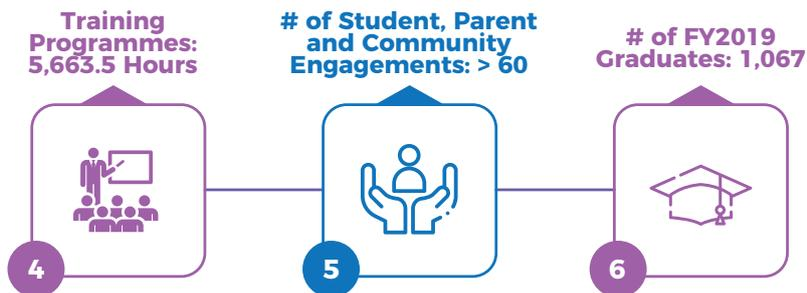 Training
Programmes:
5,663.5 Hours
# of Student, Parent
and Community
Engagements: > 60
# of FY2019
Graduates: 1,067
4
5
6